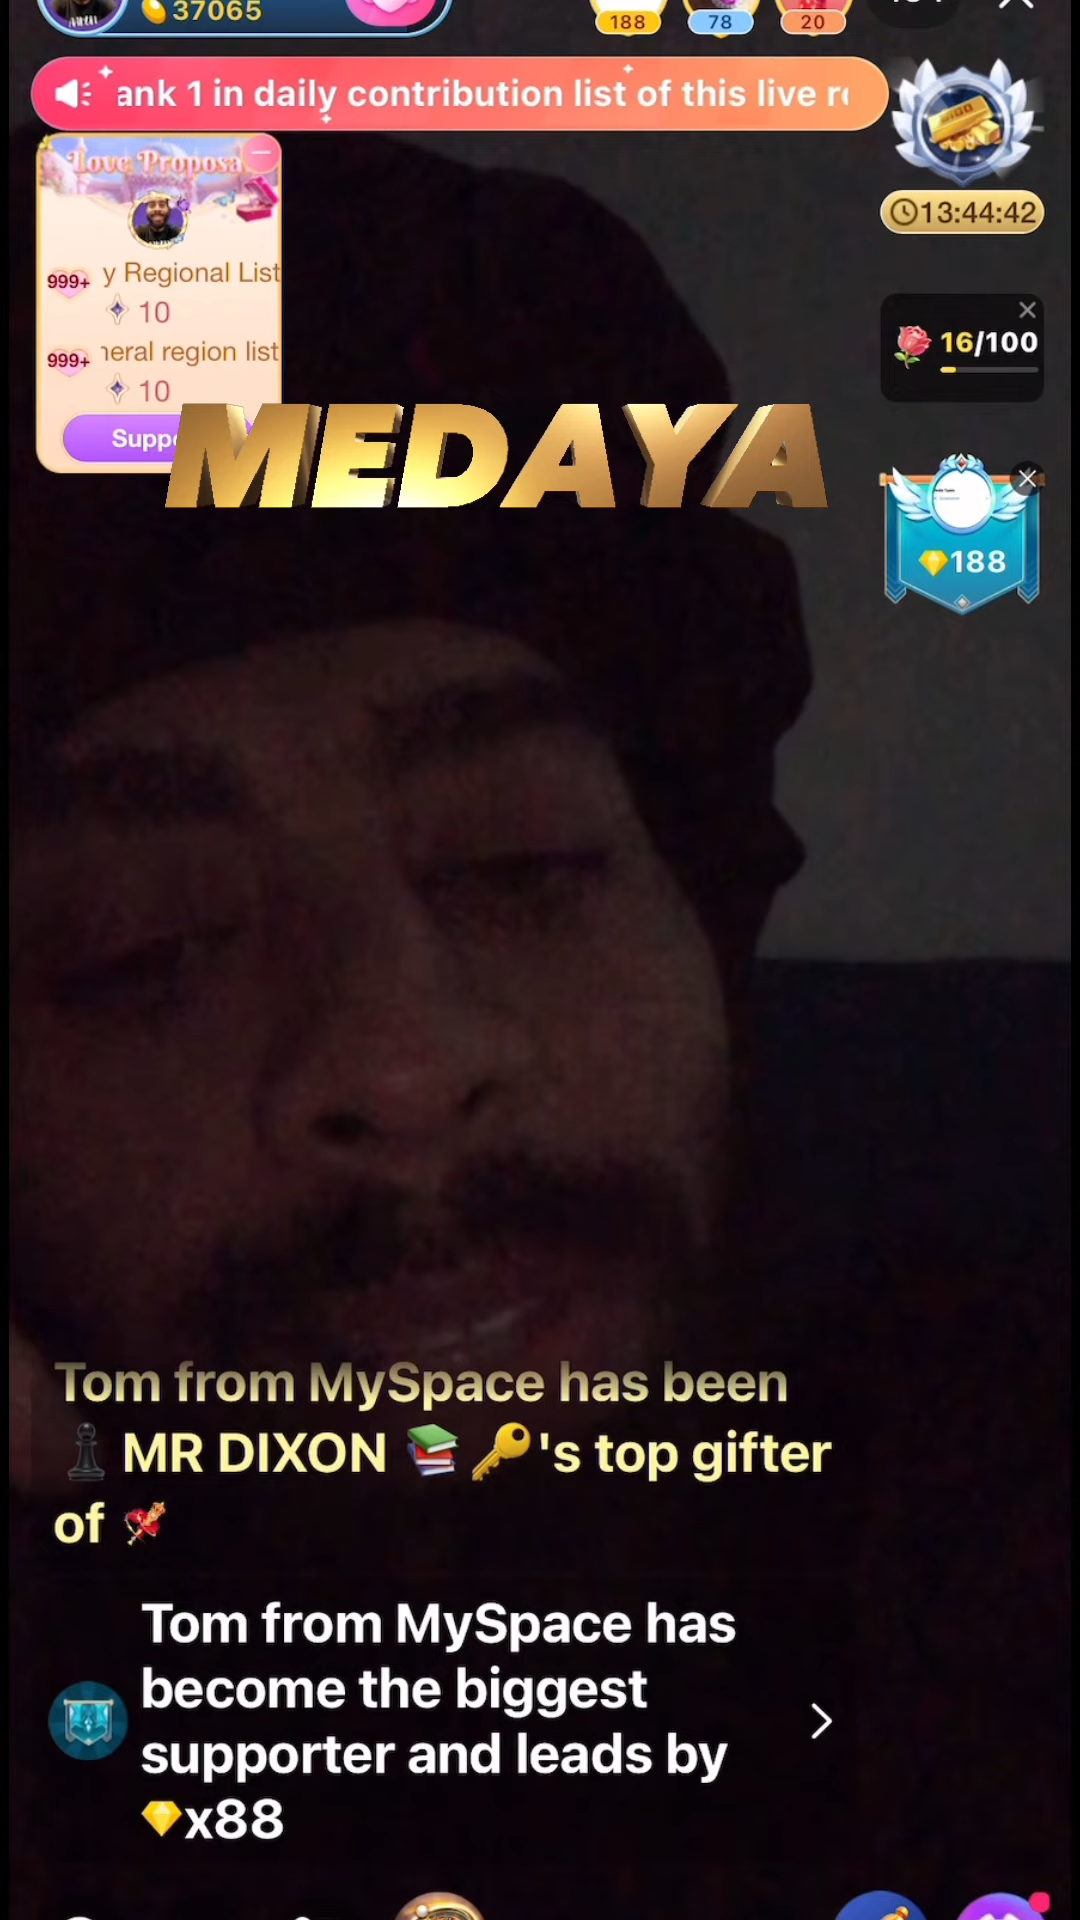 37065
188
78
20
ank 1 in daily contribution list of this live
Love Proposa
13:44:42
999+ y Regional List
10
999+ neral region list
10
Supp
16/100
MEDAYA
188
Tom from MySpace has been
♟️ MR DIXON 📚🔑's top gifter
of 💘
Tom from MySpace has
become the biggest
supporter and leads by
x88